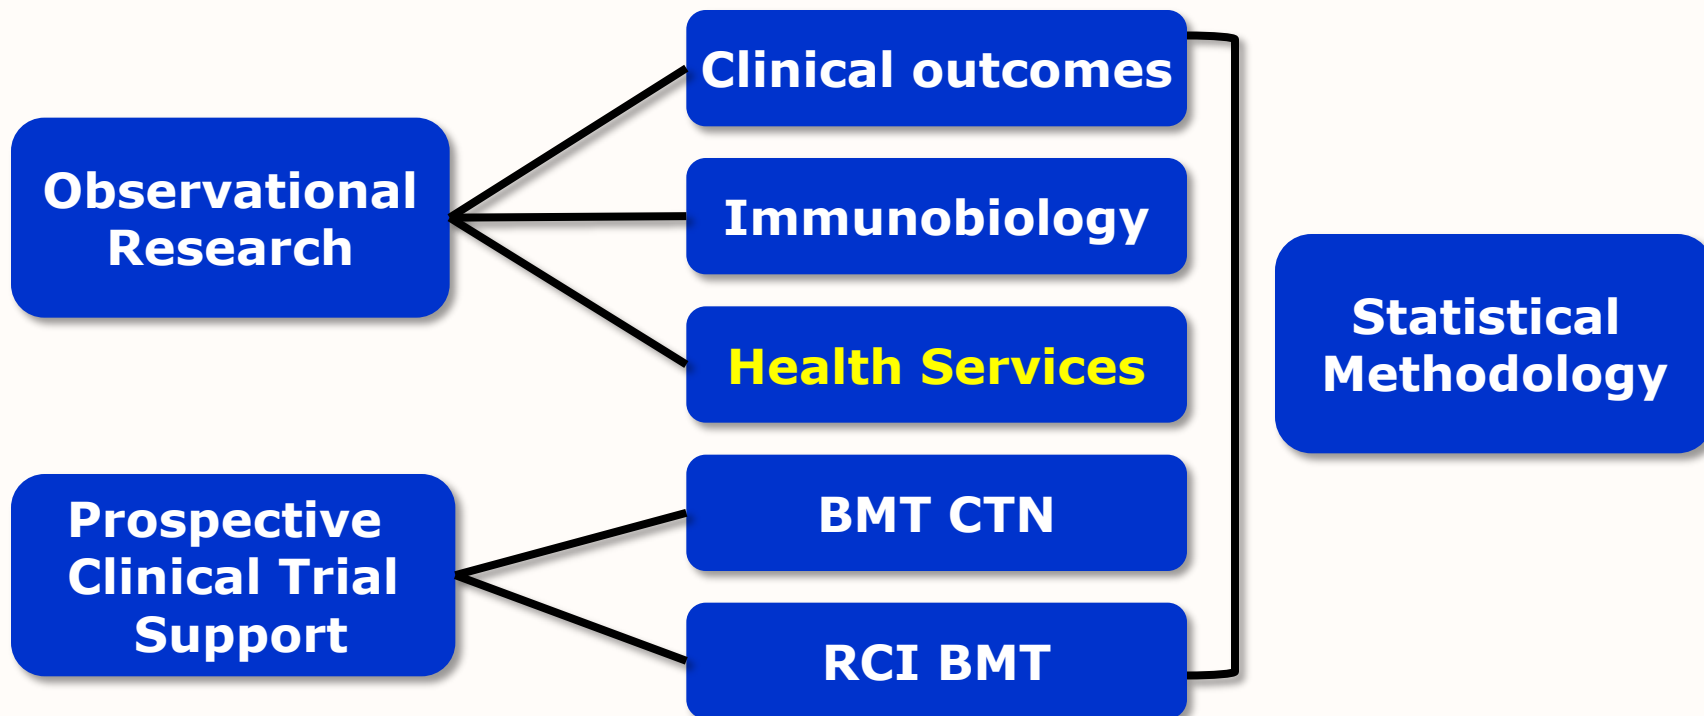 Observational
Research
Prospective
Clinical Trial
Support
Clinical outcomes
Immunobiology
Health Services
BMT CTN
RCI BMT
Statistical
Methodology